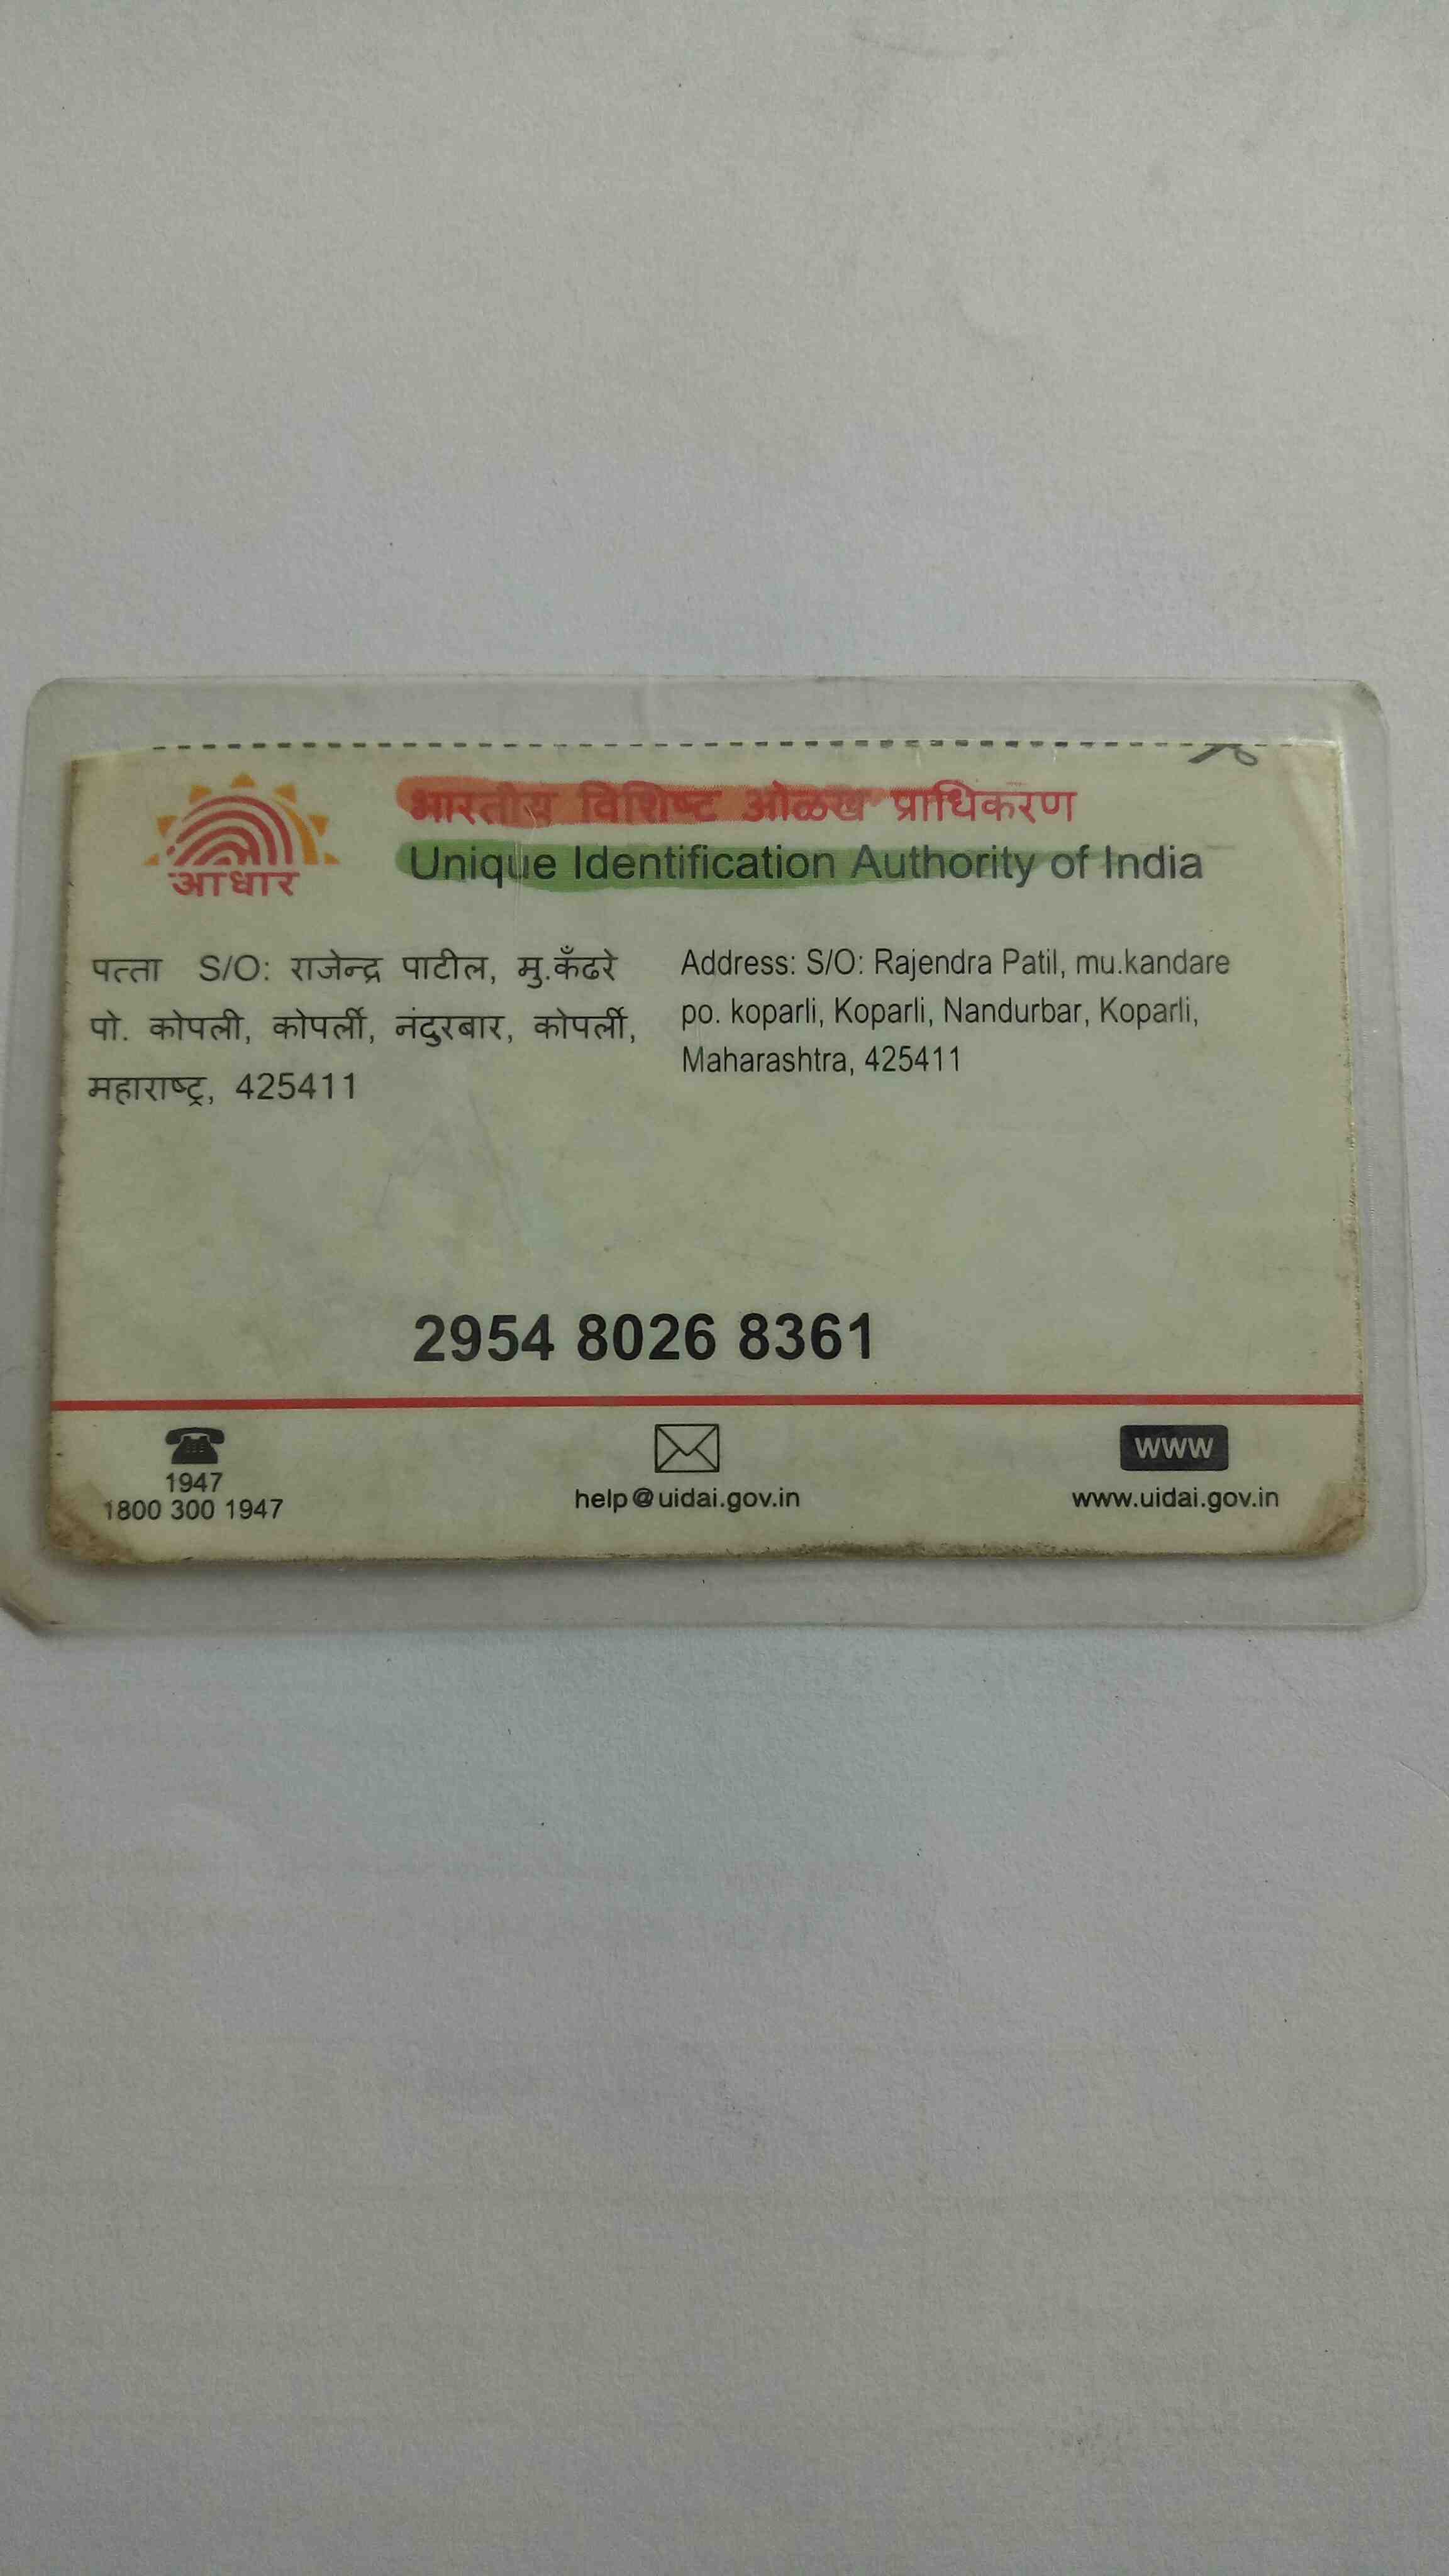 आधार
भारतीय विशिष्ट ओळख प्राधिकरण
Unique Identification Authority of India
पत्ता S/O: राजेन्द्र पाटील, मु.कँढरे
पो. कोपली, कोपर्ली, नंदुरबार, कोपर्ली,
महाराष्ट्र, 425411
Address: S/O: Rajendra Patil, mu.kandare
po. koparli, Koparli, Nandurbar, Koparli,
Maharashtra, 425411
2954 8026 8361
1947
1800 300 1947
help@uidai.gov.in
WWW
www.uidai.gov.in